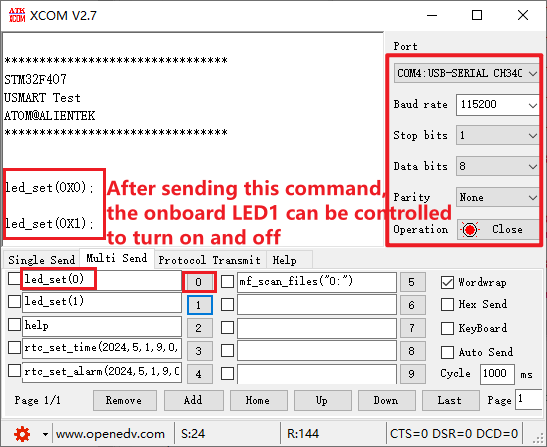 ATK
XCOM XCOM V2.7
******************************
STM32F407
USMART Test
ATOM@ALIENTEK
******************************
led_set(0X0);
led_set(0X1);
After sending this command,
the onboard LED1 can be controlled
to turn on and off
Port
COM4:USB-SERIAL CH340
Baud rate 115200
Stop bits 1
Data bits 8
Parity None
Operation Close
Single Send Multi Send Protocol Transmit Help
led_set(0) 0 mf_scan_files("0:") 5 Wordwrap
led_set(1) 1 6 Hex Send
help 2 7 KeyBoard
rtc_set_time(2024,5,1,9,0, 3 8 Auto Send
rtc_set_alarm(2024,5,1,9,0 4 9 Cycle 1000 ms
Page 1/1 Remove Add Home Up Down Last Page 1
www.openedv.com S:24 R:144 CTS=0 DSR=0 DCD=0